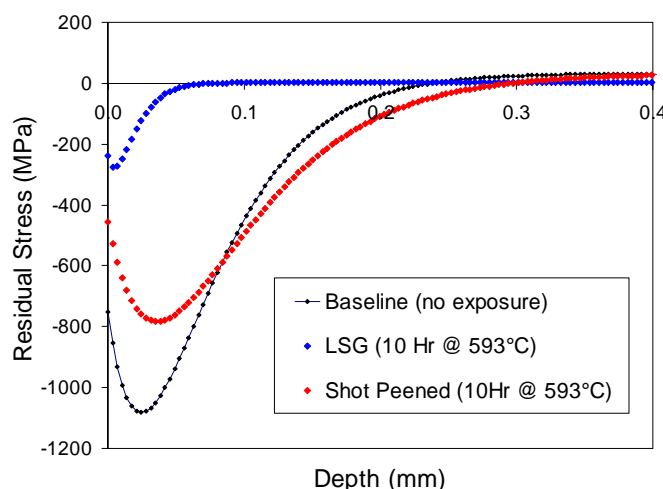 200
0
-200
-400
-600
-800
-1000
-1200
0.0
0.1
0.2
0.3
0.4
Residual Stress (MPa)
Depth (mm)
Baseline (no exposure)
LSG (10 Hr @ 593°C)
Shot Peened (10Hr @ 593°C)